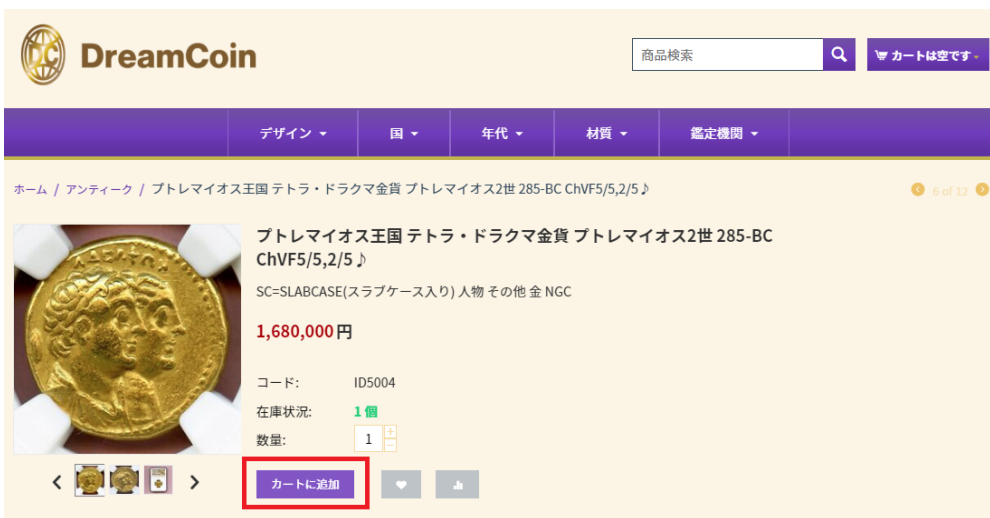 DreamCoin
商品検索
カートは空です
デザイン 国 年代 材質 鑑定機関
ホーム / アンティーク / プトレマイオス王国 テトラ・ドラクマ金貨 プトレマイオス2世 285-BC ChVF5/5,2/5♪
6 of 12
プトレマイオス王国 テトラ・ドラクマ金貨 プトレマイオス2世 285-BC
ChVF5/5,2/5♪
SC=SLABCASE(スラブケース入り) 人物 その他 金 NGC
1,680,000円
コード: ID5004
在庫状況: 1 個
数量: 1
カートに追加